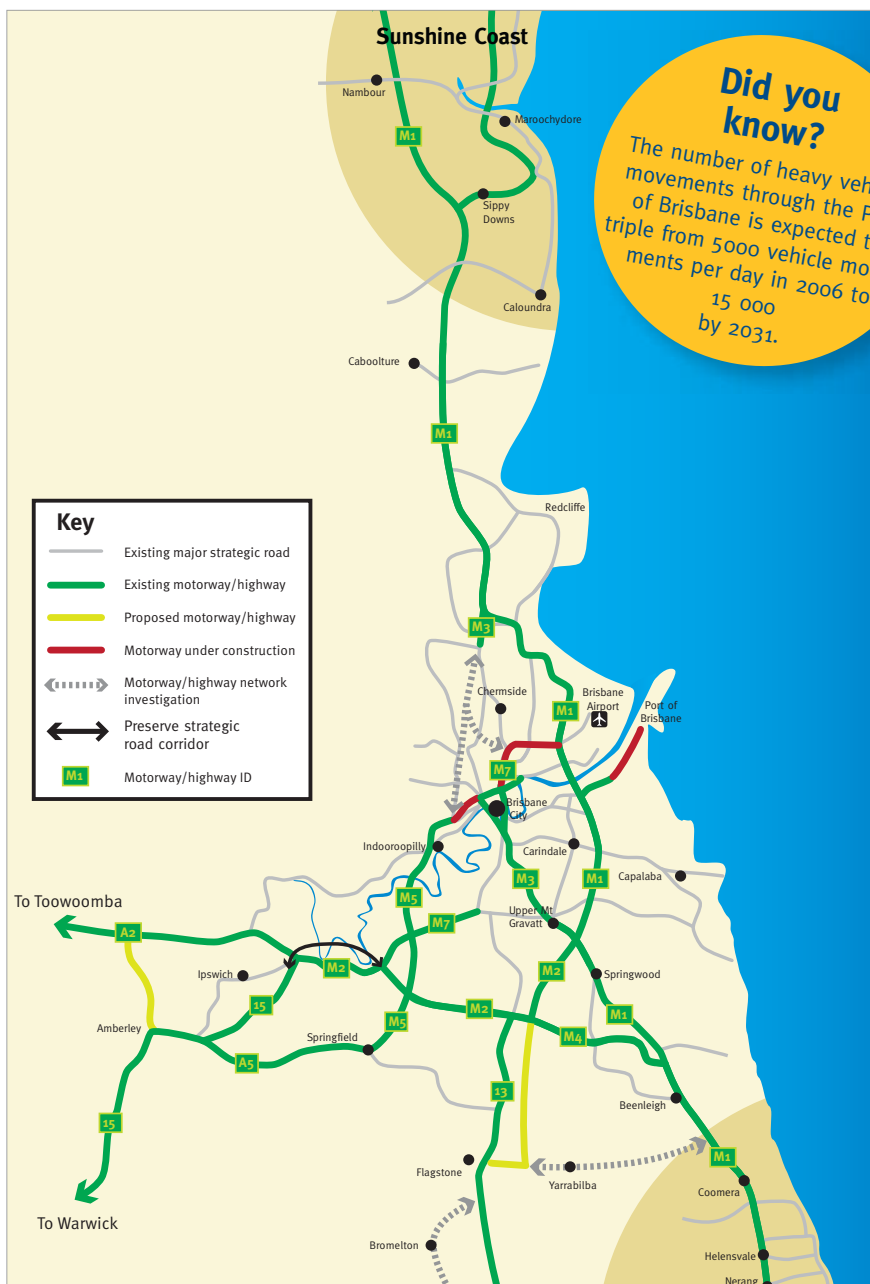 Sunshine Coast
Nambour
Maroochydore
M1
Sippy
Downs
Caloundra
Caboolture
M1
Did you
know?
The number of heavy
movements through the
of Brisbane is expected
triple from 5000 vehicle
ments per day in 2006 to
15 000
by 2031.
Redcliffe
Key
Existing major strategic road
Existing motorway/highway
Proposed motorway/highway
Motorway under construction
Motorway/highway network
investigation
Preserve strategic
road corridor
M1
Motorway/highway ID
M3
Chermside
Brisbane
Airport
Port of
Brisbane
M1
M7
Brisbane
City
Indooroopilly
Carindale
Capalaba
M3
M1
M5
M7
Upper Mt
Gravatt
To Toowoomba
A2
Ipswich
M2
M2
Springwood
15
M5
M2
M1
Amberley
M4
Springfield
A5
13
Beenleigh
15
M1
Flagstone
Yarrabilba
Coomera
To Warwick
Bromelton
Helensvale
Nerang